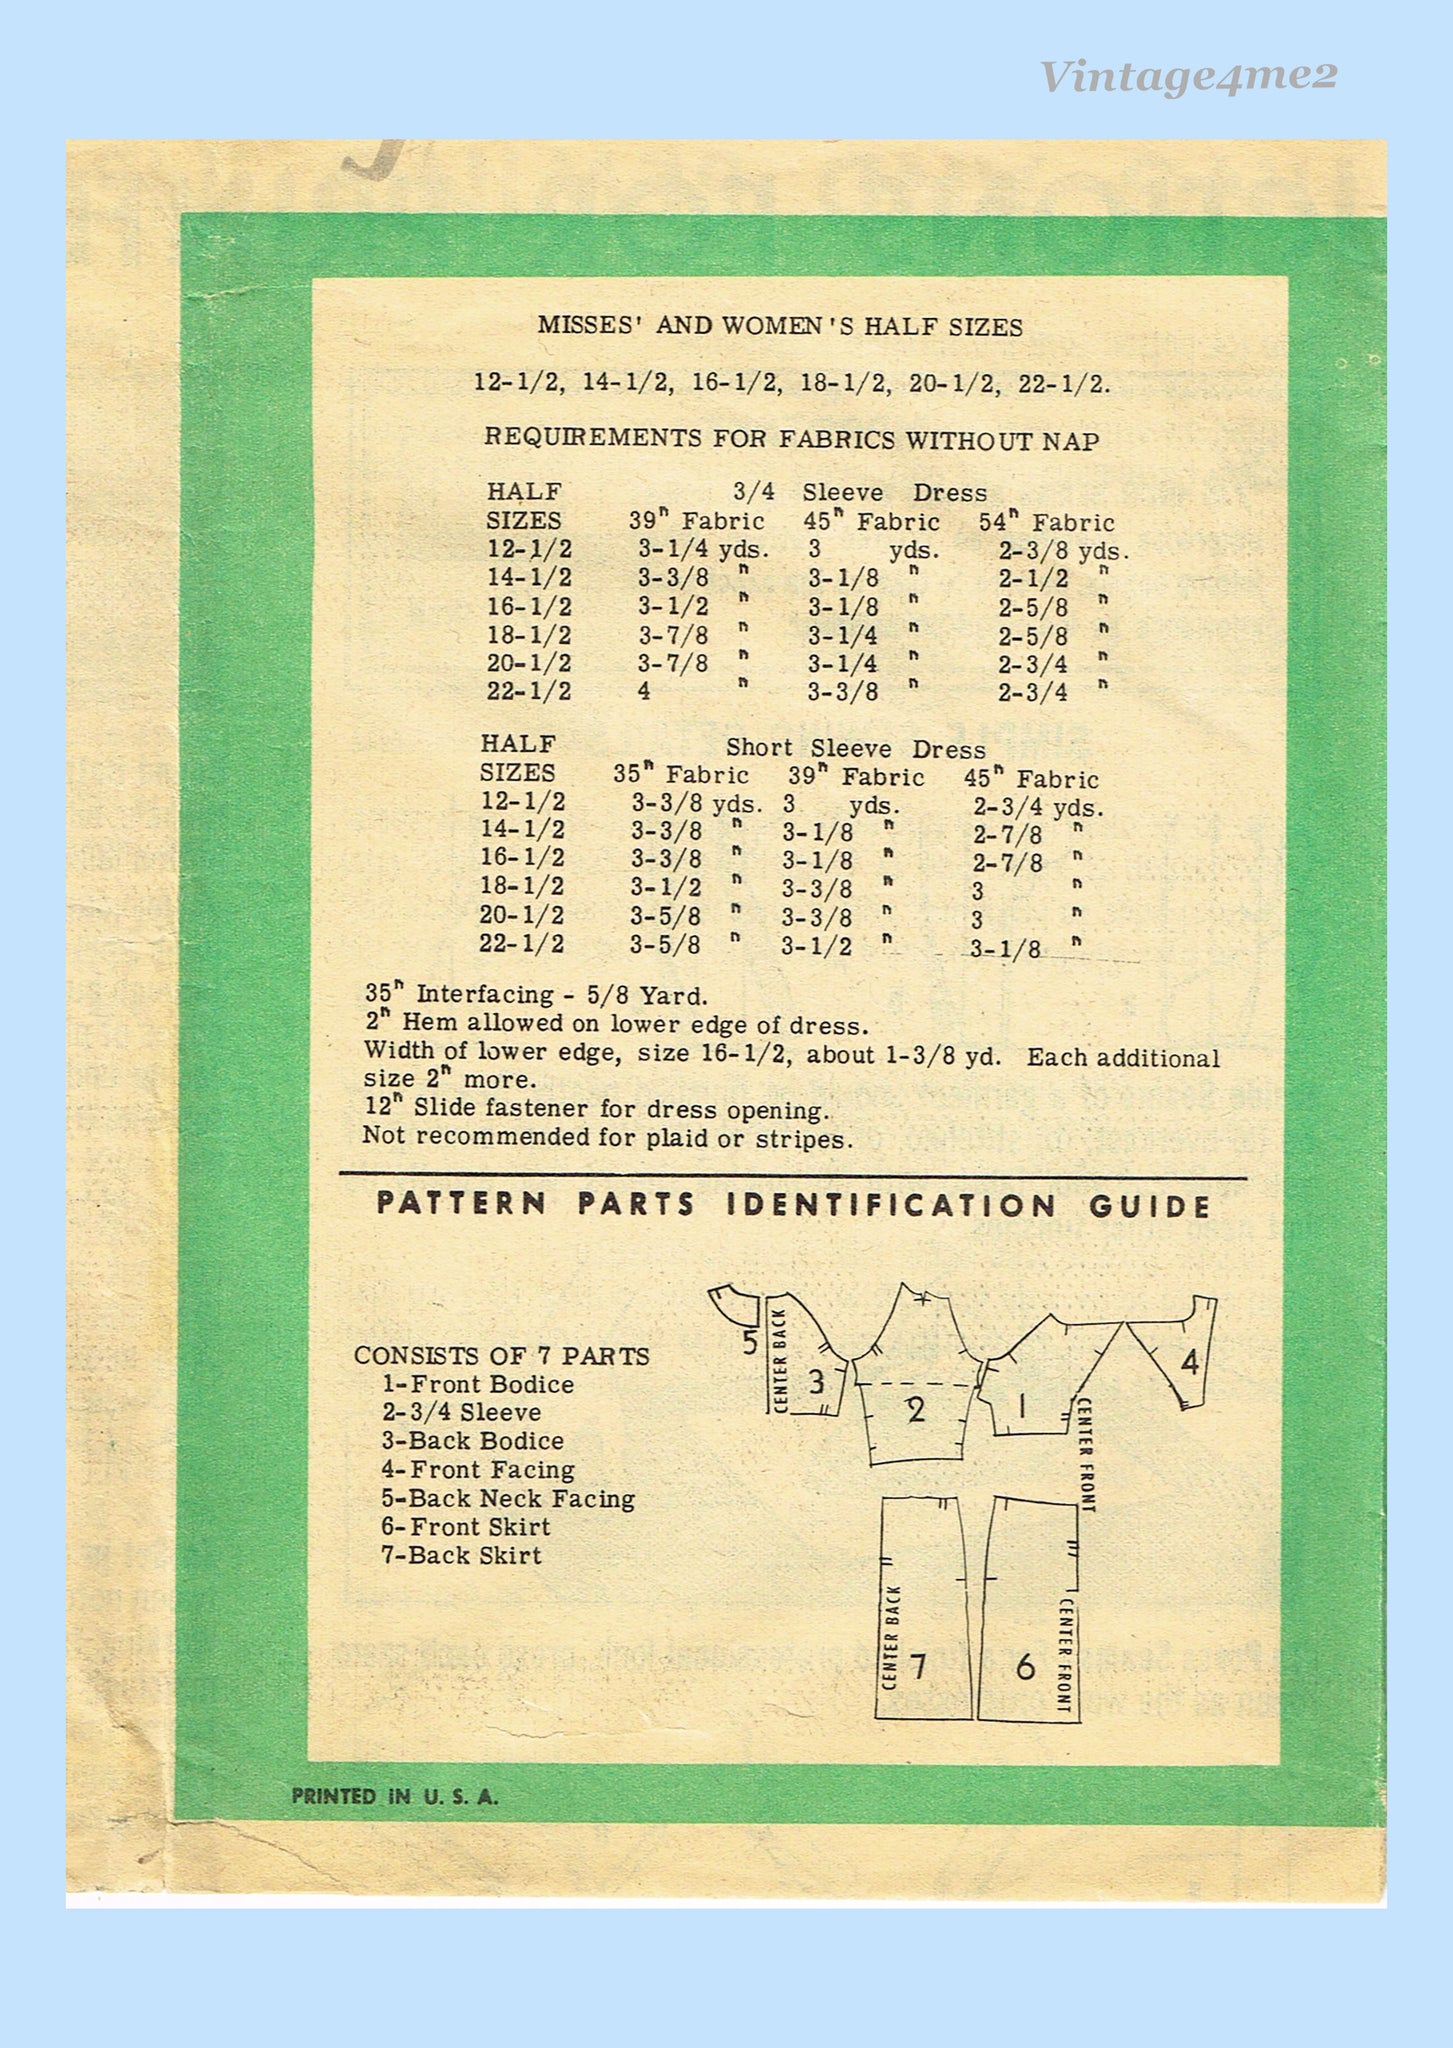 Vintage4me2
MISSES' AND WOMEN'S HALF SIZES
12-1/2, 14-1/2, 16-1/2, 18-1/2, 20-1/2, 22-1/2.
REQUIREMENTS FOR FABRICS WITHOUT NAP
HALF 3/4 Sleeve Dress
SIZES 39" Fabric 45" Fabric 54" Fabric
12-1/2 3-1/4 yds. 3 yds. 2-3/8 yds.
14-1/2 3-3/8 " 3-1/8 " 2-1/2 "
16-1/2 3-1/2 " 3-1/8 " 2-5/8 "
18-1/2 3-7/8 " 3-1/4 " 2-5/8 "
20-1/2 3-7/8 " 3-1/4 " 2-3/4 "
22-1/2 4 " 3-3/8 " 2-3/4 "
HALF Short Sleeve Dress
SIZES 35" Fabric 39" Fabric 45" Fabric
12-1/2 3-3/8 yds. 3 yds. 2-3/4 yds.
14-1/2 3-3/8 " 3-1/8 " 2-7/8 "
16-1/2 3-3/8 " 3-1/8 " 2-7/8 "
18-1/2 3-1/2 " 3-3/8 " 3 "
20-1/2 3-5/8 " 3-3/8 " 3 "
22-1/2 3-5/8 " 3-1/2 " 3-1/8 "
35" Interfacing - 5/8 Yard.
2" Hem allowed on lower edge of dress.
Width of lower edge, size 16-1/2, about 1-3/8 yd. Each additional
size 2" more.
12" Slide fastener for dress opening.
Not recommended for plaid or stripes.
PATTERN PARTS IDENTIFICATION GUIDE
CONSISTS OF 7 PARTS
1-Front Bodice
2-3/4 Sleeve
3-Back Bodice
4-Front Facing
5-Back Neck Facing
6-Front Skirt
7-Back Skirt
5
CENTER BACK
3
2
1
CENTER FRONT
4
CENTER BACK
7
6
CENTER FRONT
PRINTED IN U. S. A.